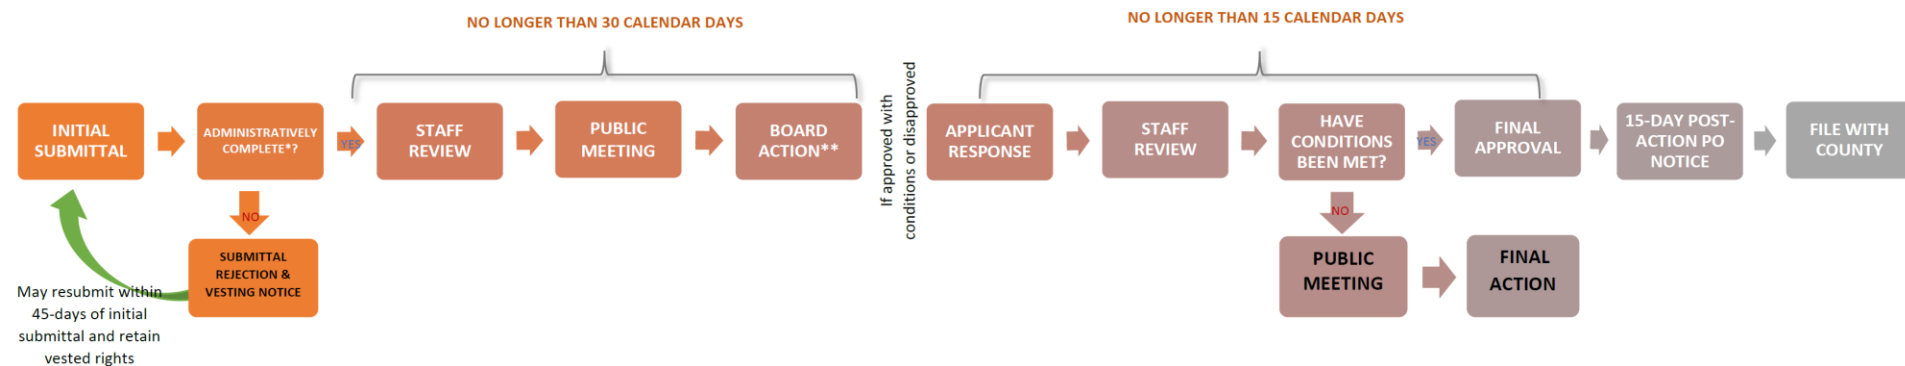 NO LONGER THAN 30 CALENDAR DAYS
NO LONGER THAN 15 CALENDAR DAYS
INITIAL
SUBMITTAL
ADMINISTRATIVELY
COMPLETE*?
YES
STAFF
REVIEW
PUBLIC
MEETING
BOARD
ACTION**
If approved with
conditions or disapproved
APPLICANT
RESPONSE
STAFF
REVIEW
HAVE
CONDITIONS
BEEN MET?
YES
FINAL
APPROVAL
15-DAY POST-
ACTION PO
NOTICE
FILE WITH
COUNTY
NO
SUBMITTAL
REJECTION &
VESTING NOTICE
May resubmit within
45-days of initial
submittal and retain
vested rights
NO
PUBLIC
MEETING
FINAL
ACTION